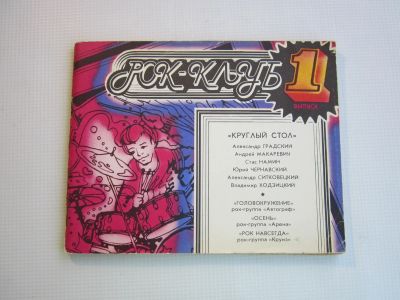 РОК-КЛУБ
1
ВЫПУСК
«КРУГЛЫЙ СТОЛ»
Александр ГРАДСКИЙ
Андрей МАКАРЕВИЧ
Стас НАМИН
Юрий ЧЕРНАВСКИЙ
Александр СИТКОВЕЦКИЙ
Владимир ХОДЗИЦКИЙ
«ГОЛОВОКРУЖЕНИЕ»
рок-группа «Автограф»
«ОСЕНЬ»
рок-группа «Арена»
«РОК НАВСЕГДА»
рок-группа «Круиз»